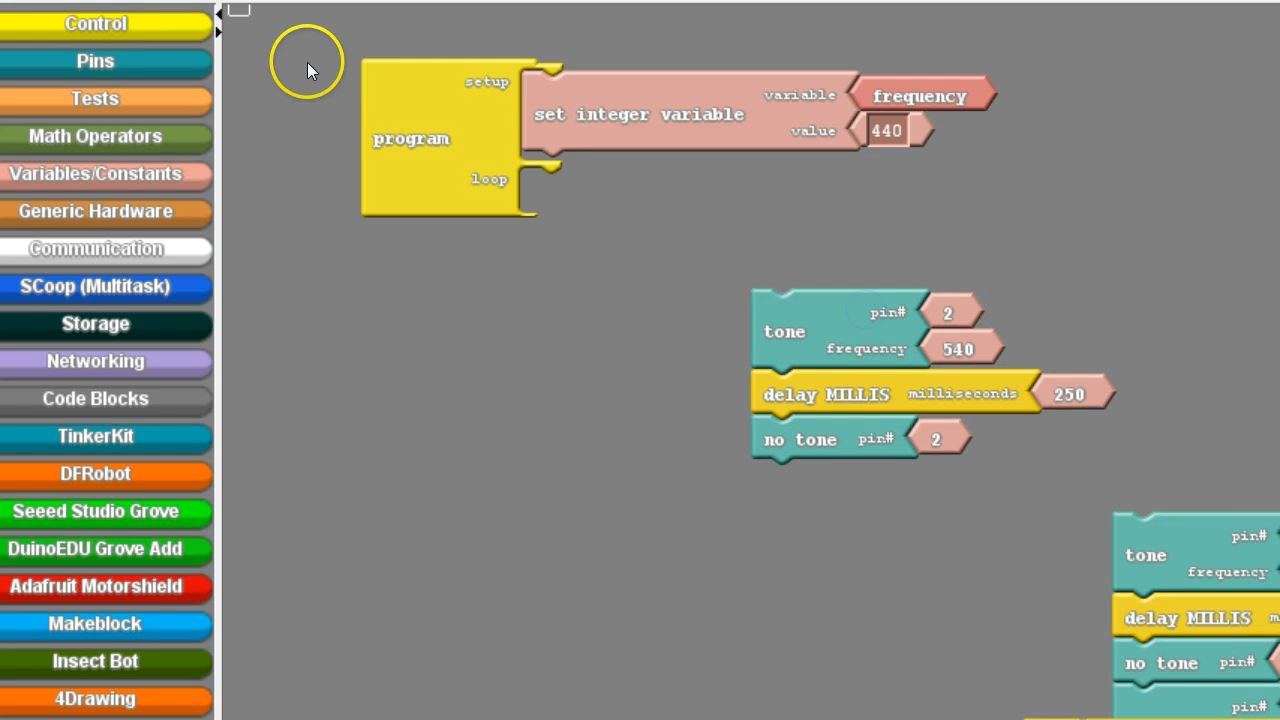 Control
Pins
Tests
Math Operators
Variables/Constants
Generic Hardware
Communication
SCoop (Multitask)
Storage
Networking
Code Blocks
TinkerKit
DFRobot
Seeed Studio Grove
DuinoEDU Grove Add
Adafruit Motorshield
Makeblock
Insect Bot
4Drawing
program
setup
loop
set integer variable
variable
frequency
value
440
tone
pin#
2
frequency
540
delay MILLIS milliseconds 250
no tone pin# 2
tone
pin#
frequency
delay MILLIS
no tone pin#
pin#